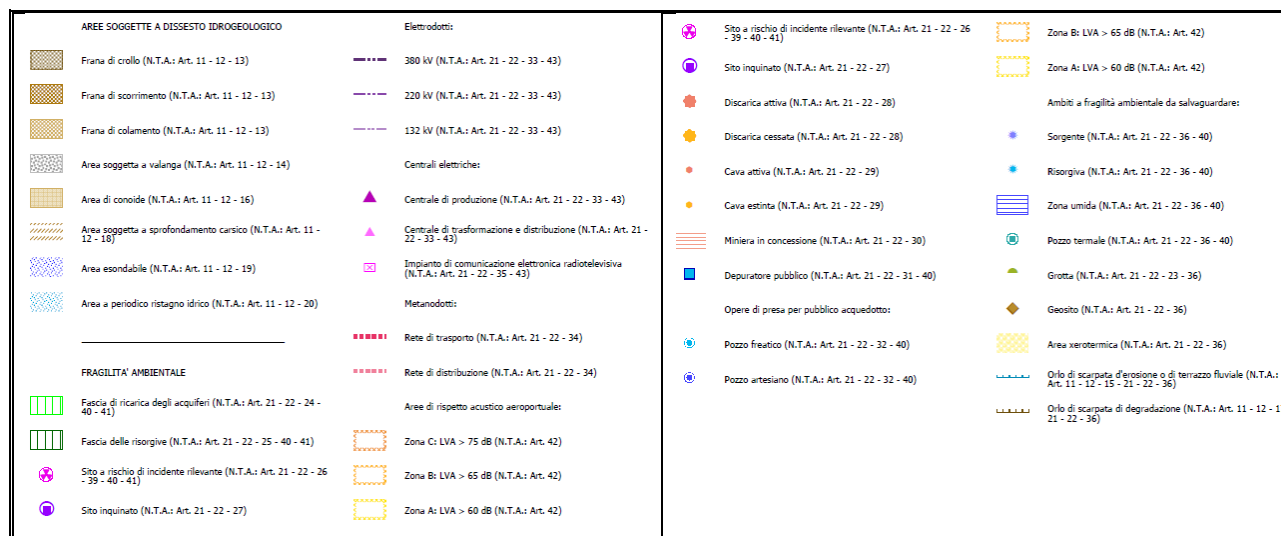 AREE SOGGETTE A DISSESTO IDROGEOLOGICO
Frana di crollo (N.T.A.: Art. 11 - 12 - 13)
Frana di scorrimento (N.T.A.: Art. 11 - 12 - 13)
Frana di colamento (N.T.A.: Art. 11 - 12 - 13)
Area soggetta a valanga (N.T.A.: Art. 11 - 12 - 14)
Area di conoide (N.T.A.: Art. 11 - 12 - 16)
Area soggetta a sprofondamento carsico (N.T.A.: Art. 11 -
12 - 18)
Area esondabile (N.T.A.: Art. 11 - 12 - 19)
Area a periodico ristagno idrico (N.T.A.: Art. 11 - 12 - 20)
FRAGILITA' AMBIENTALE
Fascia di ricarica degli acquiferi (N.T.A.: Art. 21 - 22 - 24 -
40 - 41)
Fascia delle risorgive (N.T.A.: Art. 21 - 22 - 25 - 40 - 41)
Sito a rischio di incidente rilevante (N.T.A.: Art. 21 - 22 - 26
- 39 - 40 - 41)
Sito inquinato (N.T.A.: Art. 21 - 22 - 27)
Elettrodotti:
380 kV (N.T.A.: Art. 21 - 22 - 33 - 43)
220 kV (N.T.A.: Art. 21 - 22 - 33 - 43)
132 kV (N.T.A.: Art. 21 - 22 - 33 - 43)
Centrali elettriche:
Centrale di produzione (N.T.A.: Art. 21 - 22 - 33 - 43)
Centrale di trasformazione e distribuzione (N.T.A.: Art. 21 -
22 - 33 - 43)
Impianto di comunicazione elettronica radiotelevisiva
(N.T.A.: Art. 21 - 22 - 35 - 43)
Metanodotti:
Rete di trasporto (N.T.A.: Art. 21 - 22 - 34)
Rete di distribuzione (N.T.A.: Art. 21 - 22 - 34)
Aree di rispetto acustico aeroportuale:
Zona C: LVA > 75 dB (N.T.A.: Art. 42)
Zona B: LVA > 65 dB (N.T.A.: Art. 42)
Zona A: LVA > 60 dB (N.T.A.: Art. 42)
Sito a rischio di incidente rilevante (N.T.A.: Art. 21 - 22 - 26
- 39 - 40 - 41)
Sito inquinato (N.T.A.: Art. 21 - 22 - 27)
Discarica attiva (N.T.A.: Art. 21 - 22 - 28)
Discarica cessata (N.T.A.: Art. 21 - 22 - 28)
Cava attiva (N.T.A.: Art. 21 - 22 - 29)
Cava estinta (N.T.A.: Art. 21 - 22 - 29)
Miniera in concessione (N.T.A.: Art. 21 - 22 - 30)
Depuratore pubblico (N.T.A.: Art. 21 - 22 - 31 - 40)
Opere di presa per pubblico acquedotto:
Pozzo freatico (N.T.A.: Art. 21 - 22 - 32 - 40)
Pozzo artesiano (N.T.A.: Art. 21 - 22 - 32 - 40)
Zona B: LVA > 65 dB (N.T.A.: Art. 42)
Zona A: LVA > 60 dB (N.T.A.: Art. 42)
Ambiti a fragilità ambientale da salvaguardare:
Sorgente (N.T.A.: Art. 21 - 22 - 36 - 40)
Risorgiva (N.T.A.: Art. 21 - 22 - 36 - 40)
Zona umida (N.T.A.: Art. 21 - 22 - 36 - 40)
Pozzo termale (N.T.A.: Art. 21 - 22 - 36 - 40)
Grotta (N.T.A.: Art. 21 - 22 - 23 - 36)
Geosito (N.T.A.: Art. 21 - 22 - 36)
Area xerotermica (N.T.A.: Art. 21 - 22 - 36)
Orlo di scarpata d'erosione o di terrazzo fluviale (N.T.A.:
Art. 11 - 12 - 15 - 21 - 22 - 36)
Orlo di scarpata di degradazione (N.T.A.: Art. 11 - 12 -
21 - 22 - 36)